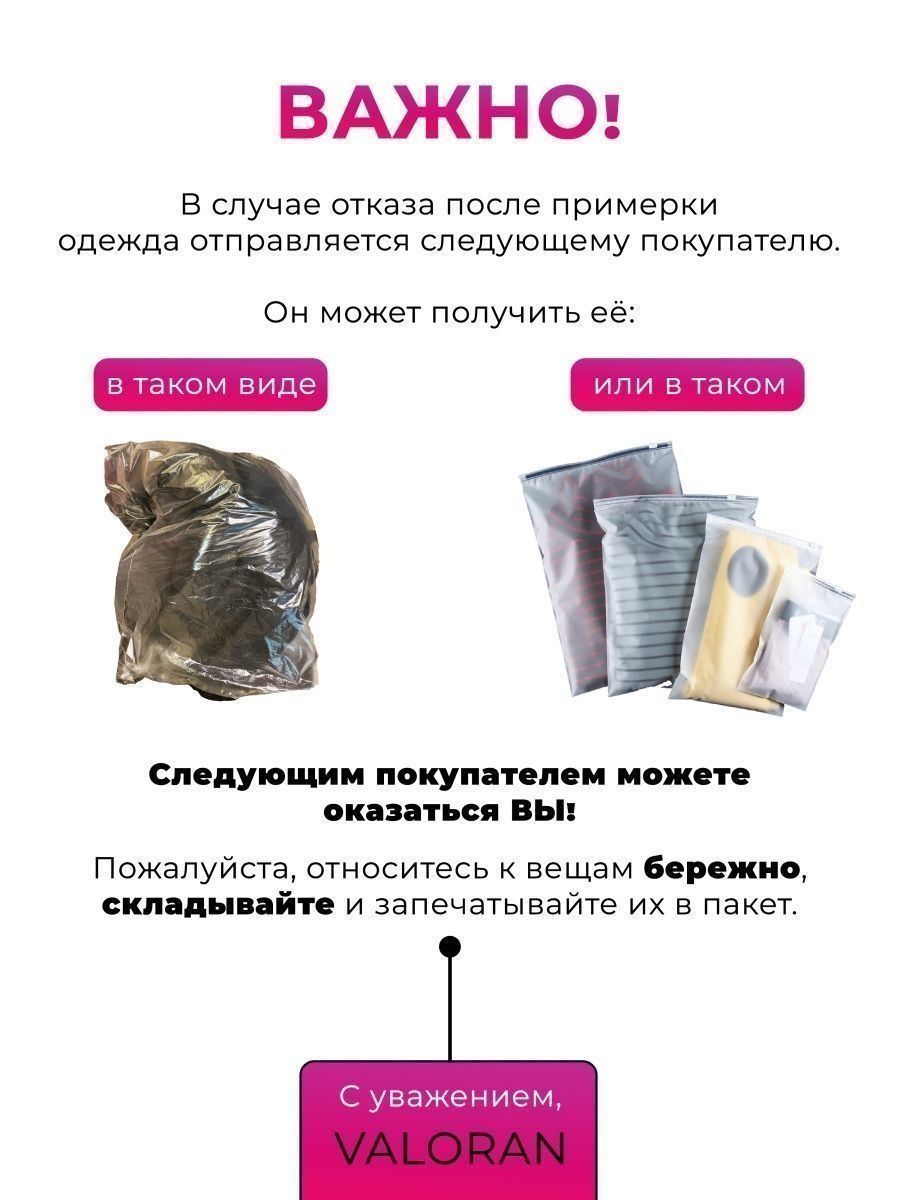 ВАЖНО!
В случае отказа после примерки
одежда отправляется следующему покупателю.
Он может получить её:
в таком виде
или в таком
Следующим покупателем можете
оказаться ВЫ!
Пожалуйста, относитесь к вещам бережно,
складывайте и запечатывайте их в пакет.
С уважением,
VALORAN